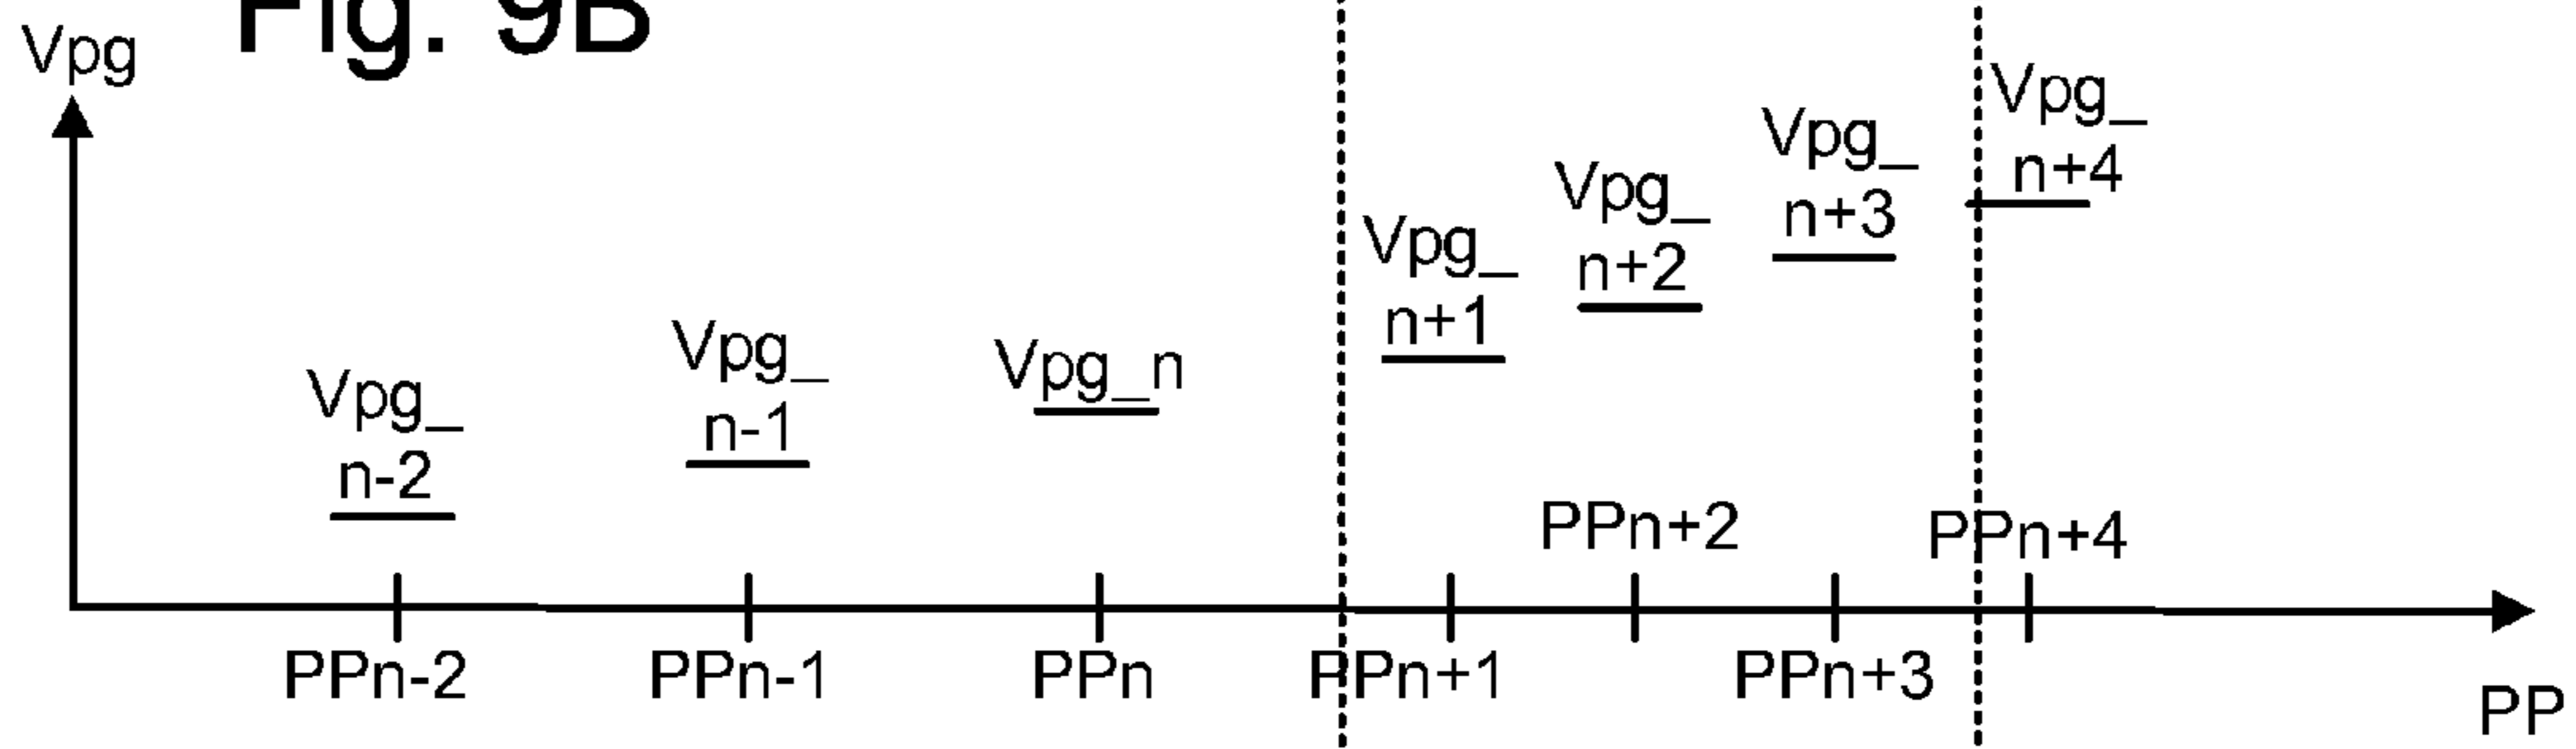 Fig. 9B
Vpg
Vpg_
n-2
Vpg_
n-1
Vpg_n
Vpg_
n+1
Vpg_
n+2
Vpg_
n+3
Vpg_
n+4
PPn+2
PPn+4
PPn-2
PPn-1
PPn
PPn+1
PPn+3
PP